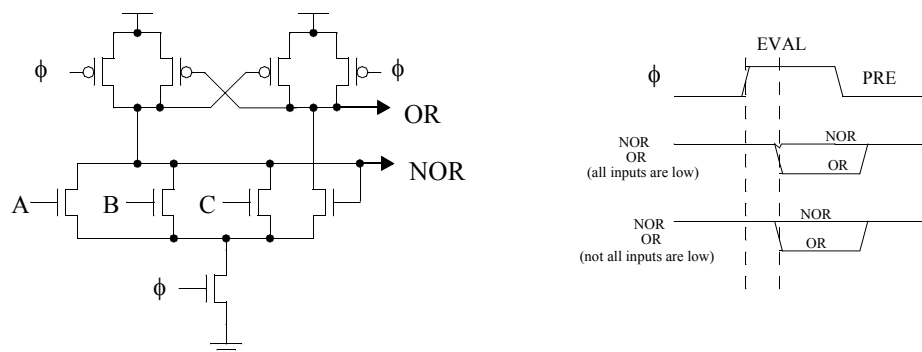 ϕ
ϕ
OR
NOR
A
B
C
ϕ
EVAL
ϕ
PRE
NOR
OR
(all inputs are low)
NOR
OR
NOR
OR
(not all inputs are low)
NOR
OR